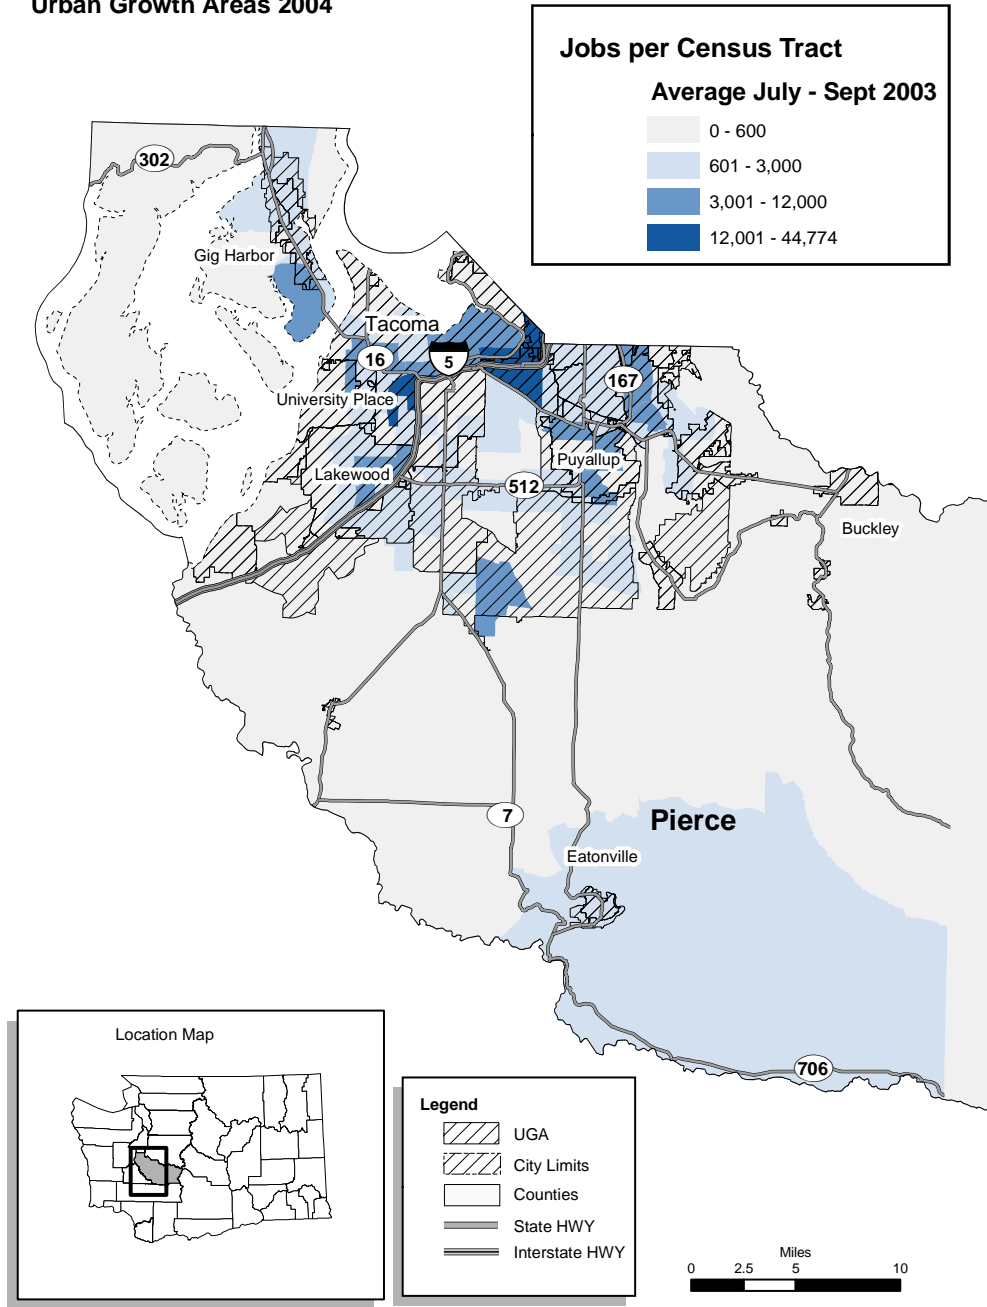 Urban Growth Areas 2004
Jobs per Census Tract
Average July - Sept 2003
0 - 600
601 - 3,000
3,001 - 12,000
12,001 - 44,774
302
Gig Harbor
Tacoma
16
5
167
University Place
Lakewood
Puyallup
512
Buckley
7
Pierce
Eatonville
706
Location Map
Legend
UGA
City Limits
Counties
State HWY
Interstate HWY
Miles
0 2.5 5 10